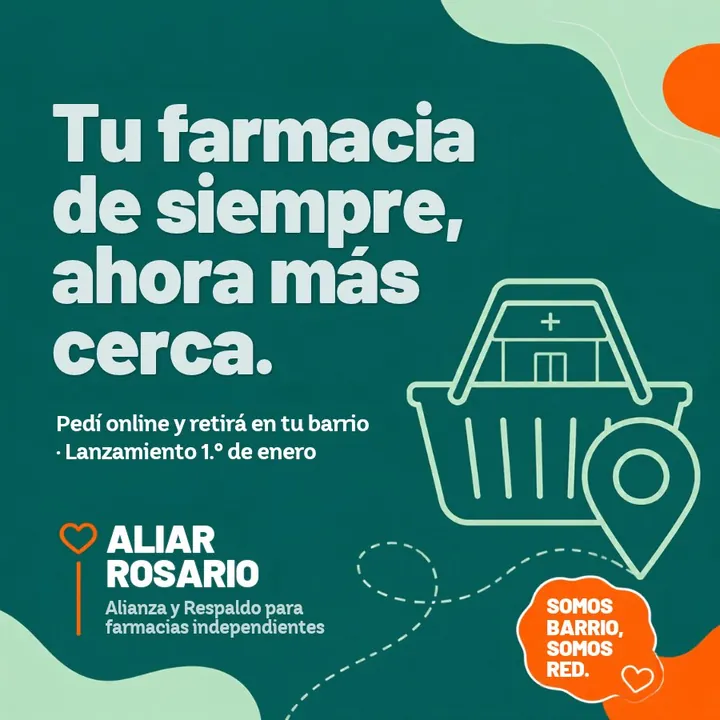 Tu farmacia
de siempre,
ahora más
cerca.
Pedí online y retirá en tu barrio
· Lanzamiento 1.º de enero
ALIAR
ROSARIO
Alianza y Respaldo para
farmacias independientes
SOMOS
BARRIO,
SOMOS
RED.